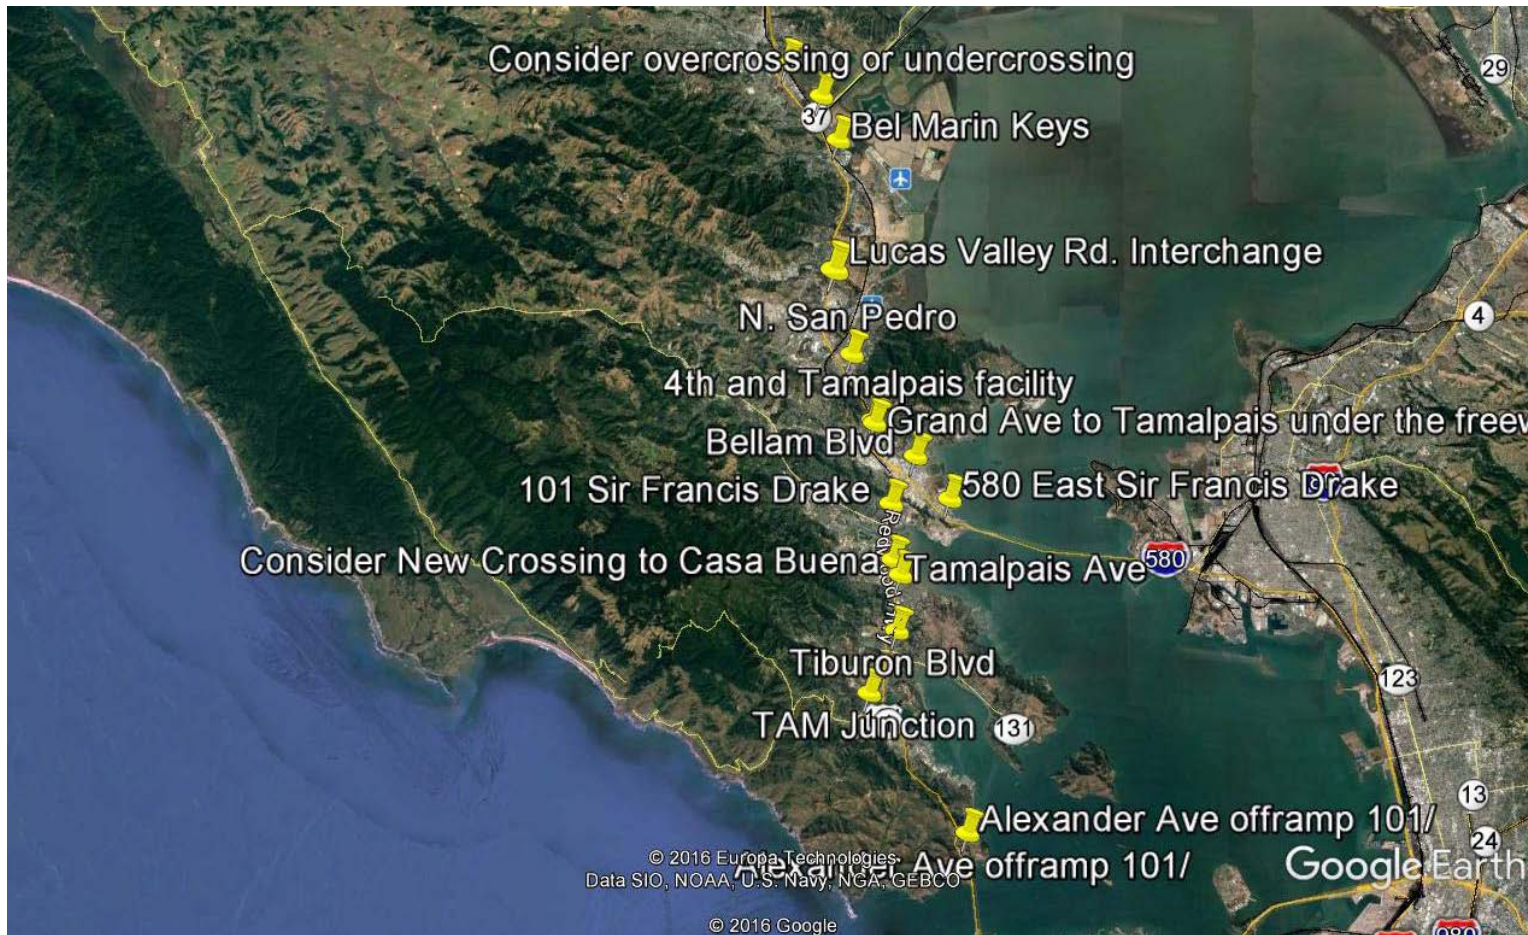 Consider overcrossing or undercrossing
29
37
Bel Marin Keys
Lucas Valley Rd. Interchange
N. San Pedro
4
4th and Tamalpais facility
Grand Ave to Tamalpais under the freew
Bellam Blvd
101 Sir Francis Drake
580 East Sir Francis Drake
Consider New Crossing to Casa Buena
Tamalpais Ave
580
Tiburon Blvd
123
TAM Junction
131
13
Alexander Ave offramp 101/
24
© 2016 Europa Technologies
Alexander Ave offramp 101/
Data SIO, NOAA, U.S. Navy, NGA, GEBCO
Google Earth
© 2016 Google
980